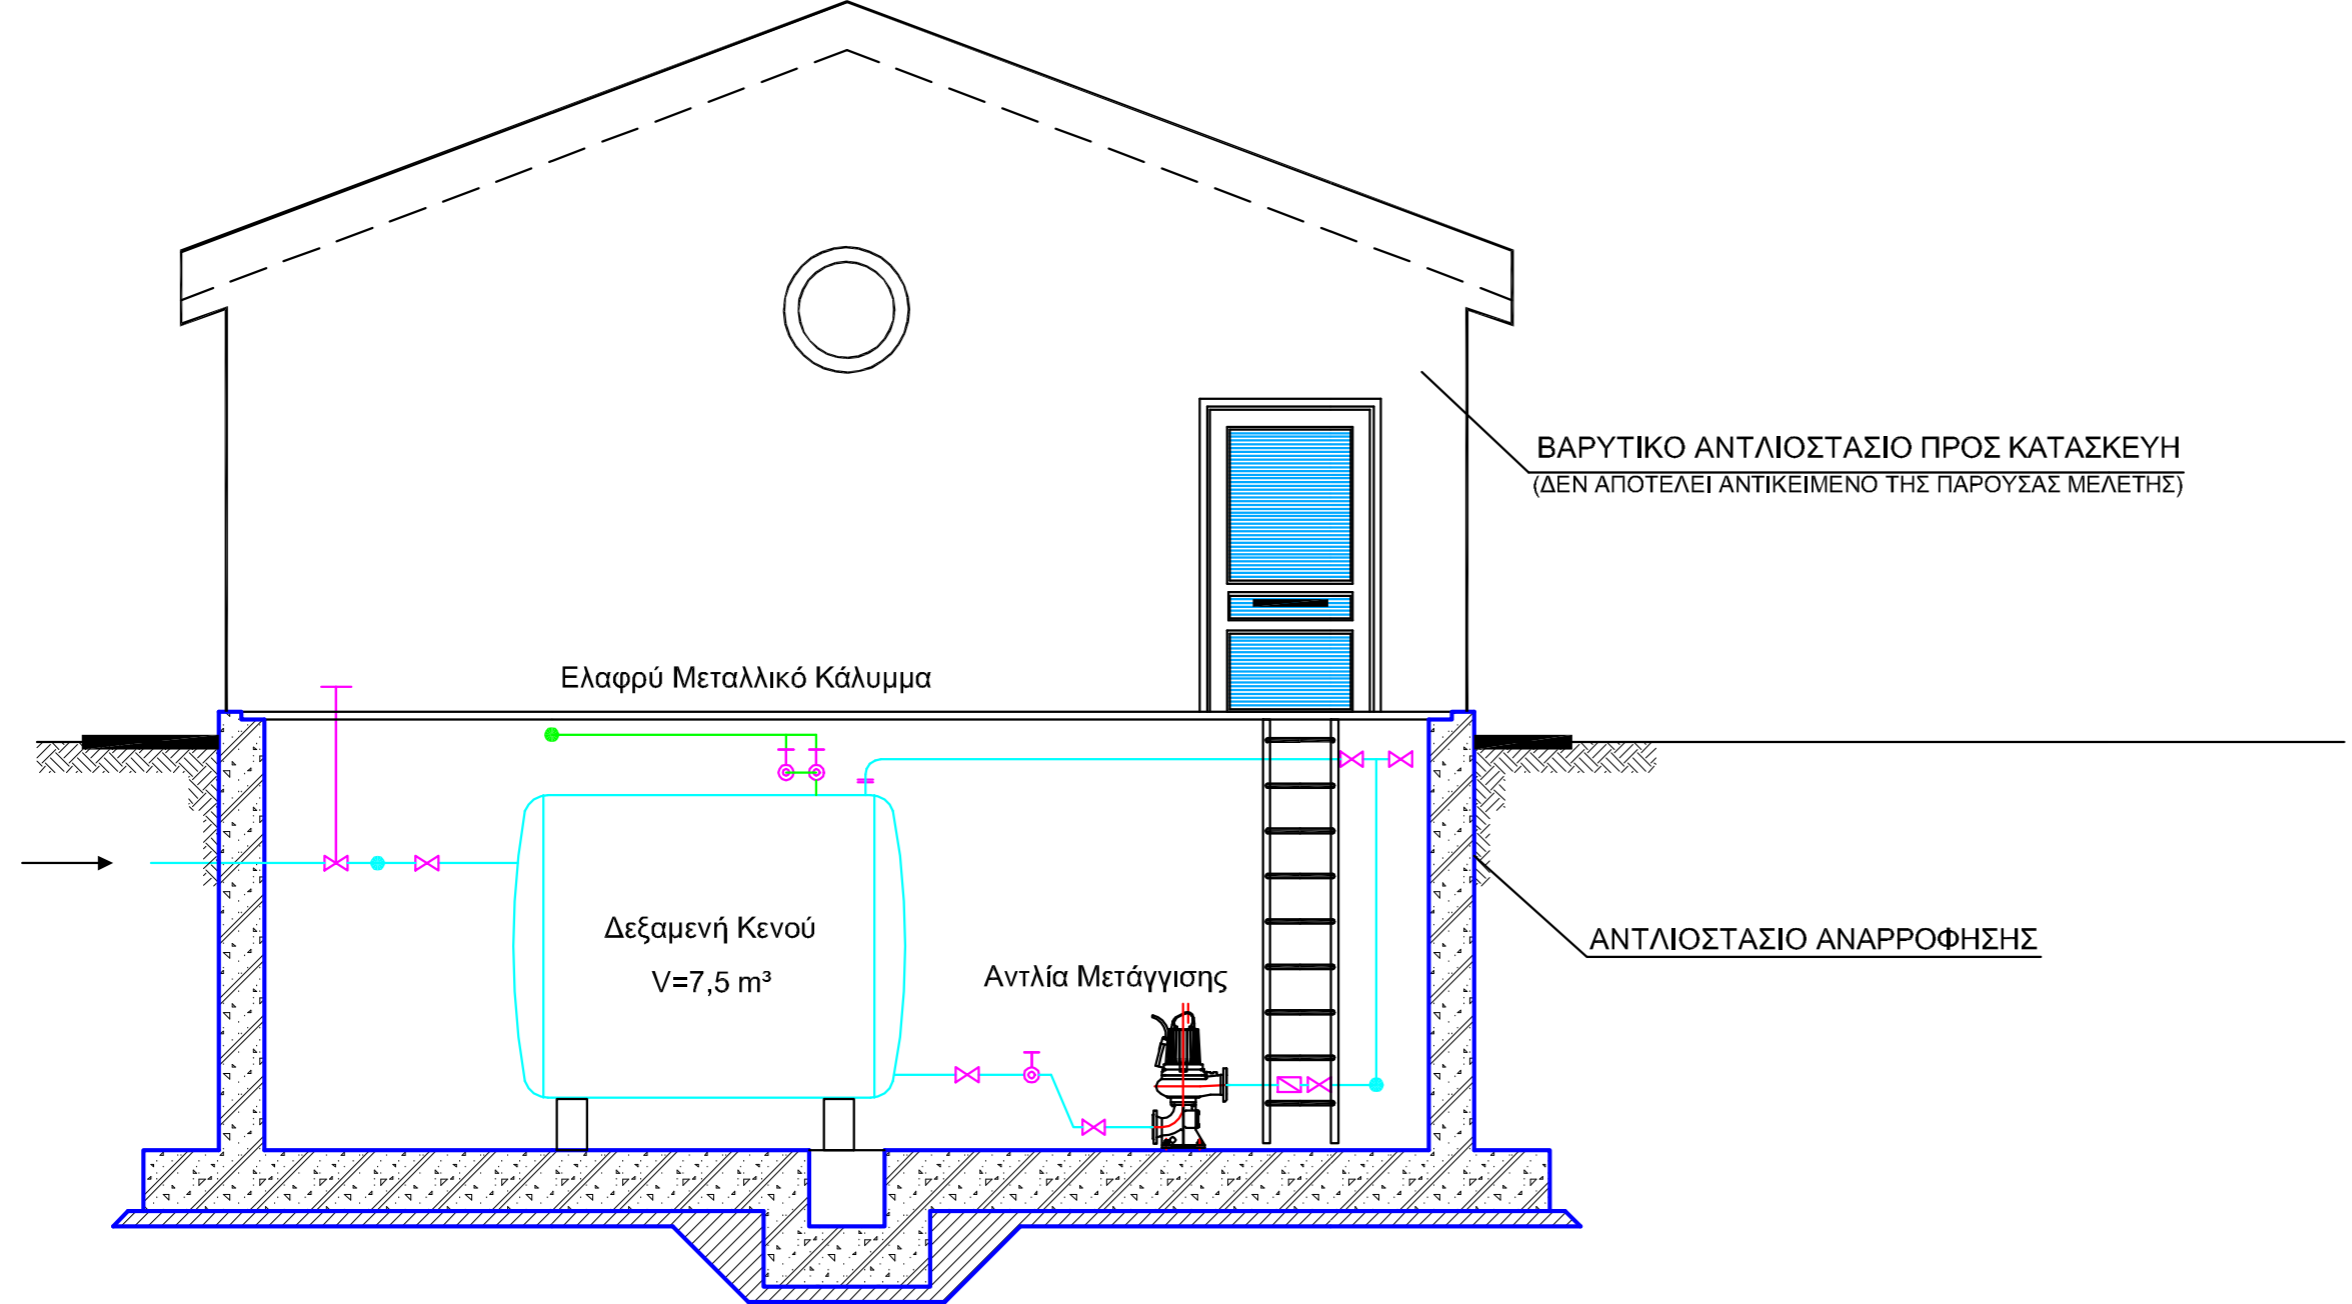 ΒΑΡΥΤΙΚΟ ΑΝΤΛΙΟΣΤΑΣΙΟ ΠΡΟΣ ΚΑΤΑΣΚΕΥΗ
(ΔΕΝ ΑΠΟΤΕΛΕΙ ΑΝΤΙΚΕΙΜΕΝΟ ΤΗΣ ΠΑΡΟΥΣΑΣ ΜΕΛΕΤΗΣ)
Ελαφρύ Μεταλλικό Κάλυμμα
Δεξαμενή Κενού
V=7,5 m³
Αντλία Μετάγγισης
ΑΝΤΛΙΟΣΤΑΣΙΟ ΑΝΑΡΡΟΦΗΣΗΣ